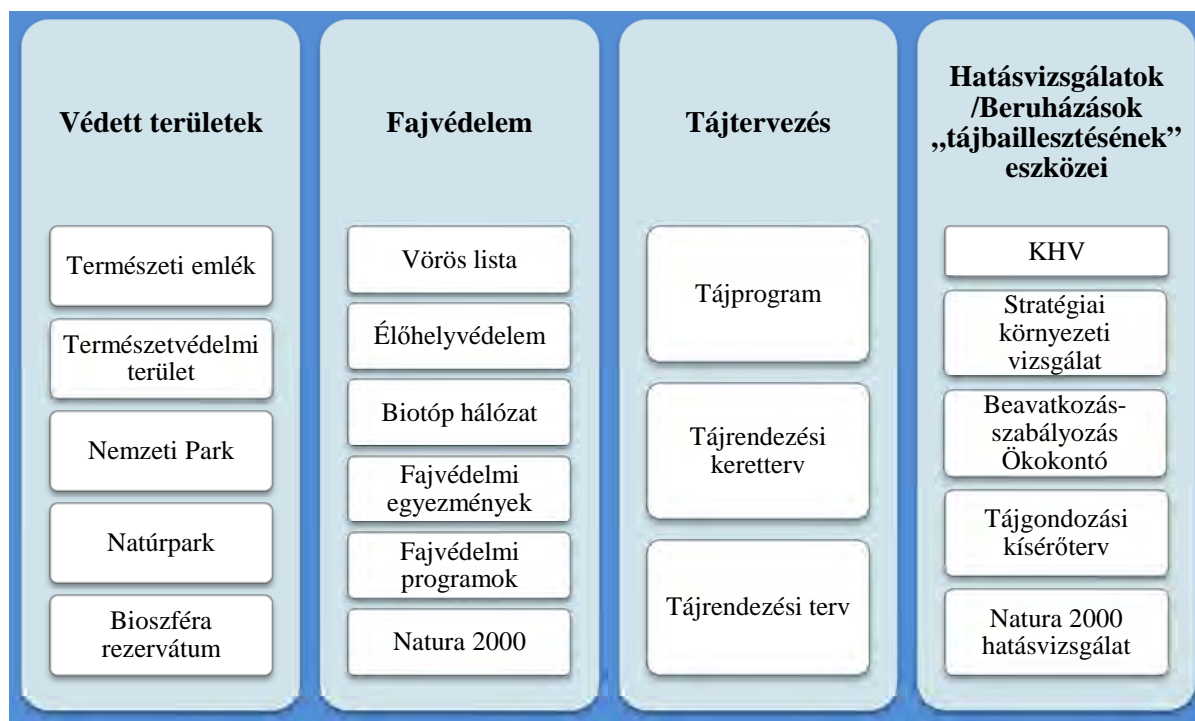 Védett területek
Természeti emlék
Természetvédelmi
terület
Nemzeti Park
Natúrpark
Bioszféra
rezervátum
Fajvédelem
Vörös lista
Élőhelyvédelem
Biotóp hálózat
Fajvédelmi
egyezmények
Fajvédelmi
programok
Natura 2000
Tájtervezés
Tájprogram
Tájrendezési
keretterv
Tájrendezési terv
Hatásvizsgálatok
/Beruházások
„tájbaillesztésének”
eszközei
KHV
Stratégiai
környezeti
vizsgálat
Beavatkozás-
szabályozás
Ökokontó
Tájgondozási
kísérőterv
Natura 2000
hatásvizsgálat